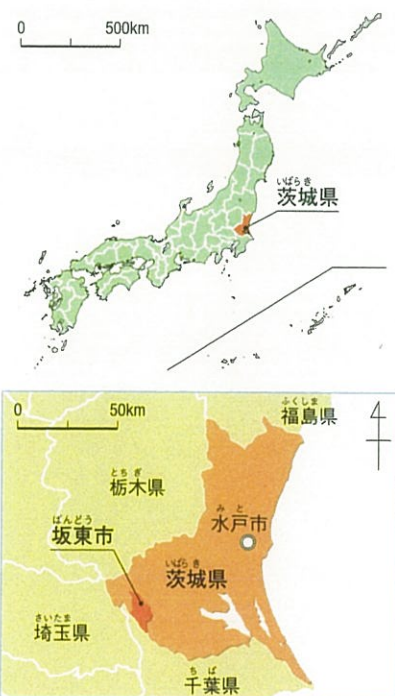 0 500km
いばらき
茨城県
0 50km
ふくしま
福島県
とちぎ
栃木県
みと
水戸市
ばんどう
坂東市
いばらき
茨城県
さいたま
埼玉県
ちば
千葉県